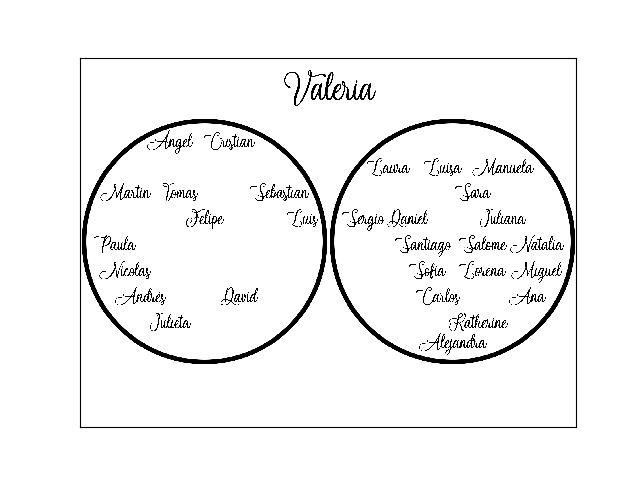 Valeria
Angel Cristian
Martin Tomas Sebastian
Felipe Luis
Paula
Nicolas
Andrés David
Julieta
Laura Luisa Manuela
Sara
Sergio Daniel Juliana
Santiago Salome Natalia
Sofia Lorena Miguel
Carlos Ana
Katherine
Alejandra